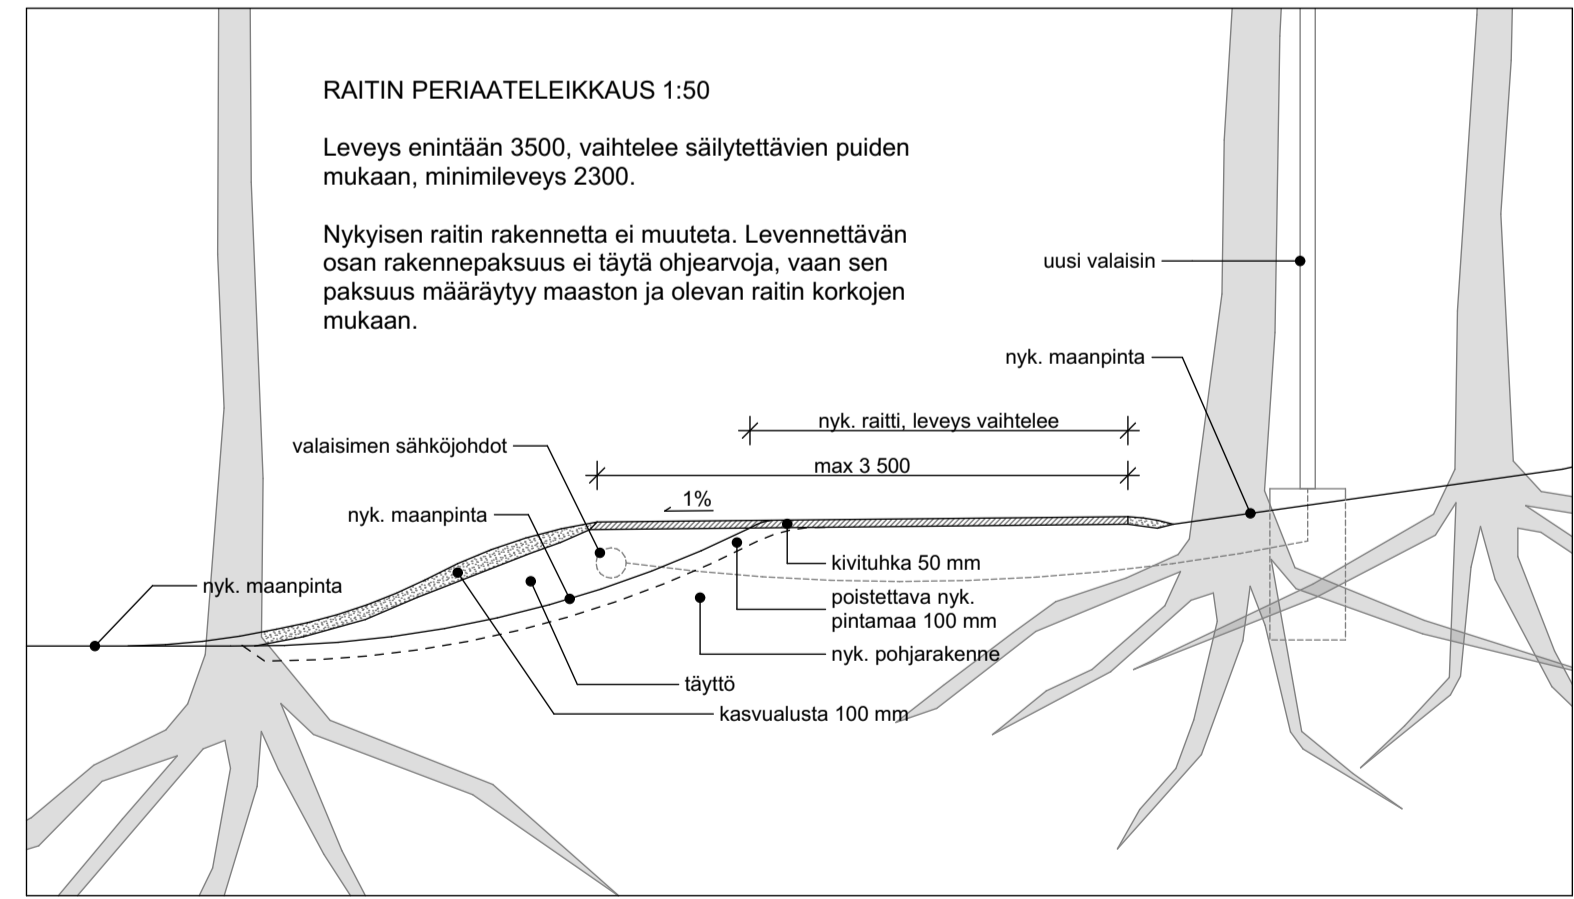 RAITIN PERIAATELEIKKAUS 1:50
Leveys enintään 3500, vaihtelee säilytettävien puiden
mukaan, minimileveys 2300.
Nykyisen raitin rakennetta ei muuteta. Levennettävän
osan rakennepaksuus ei täytä ohjearvoja, vaan sen
paksuus määräytyy maaston ja olevan raitin korkojen
mukaan.
uusi valaisin
nyk. maanpinta
nyk. raitti, leveys vaihtelee
valaisimen sähköjohdot
max 3 500
1%
nyk. maanpinta
kivituhka 50 mm
nyk. maanpinta
poistettava nyk.
pintamaa 100 mm
nyk. pohjarakenne
täyttö
kasvualusta 100 mm